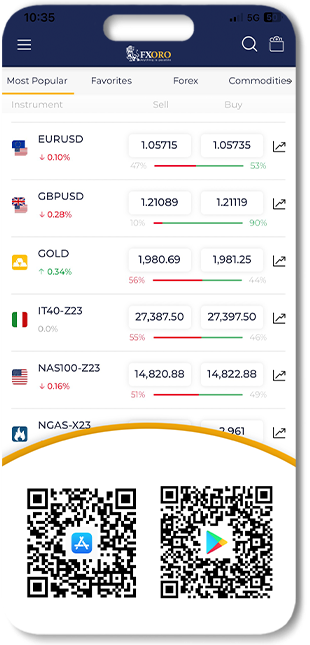 10:35 5G
FXORO
Most Popular Favorites Forex Commodities
Instrument Sell Buy
EURUSD 1.05715 1.05735
↓ 0.10% 47% 53%
GBPUSD 1.21089 1.21119
↓ 0.28% 10% 90%
GOLD 1,980.69 1,981.25
↑ 0.34% 56% 44%
IT40-Z23 27,387.50 27,397.50
0.0% 55% 46%
NAS100-Z23 14,820.88 14,822.88
↓ 0.16% 51% 49%
NGAS-X23 2.961